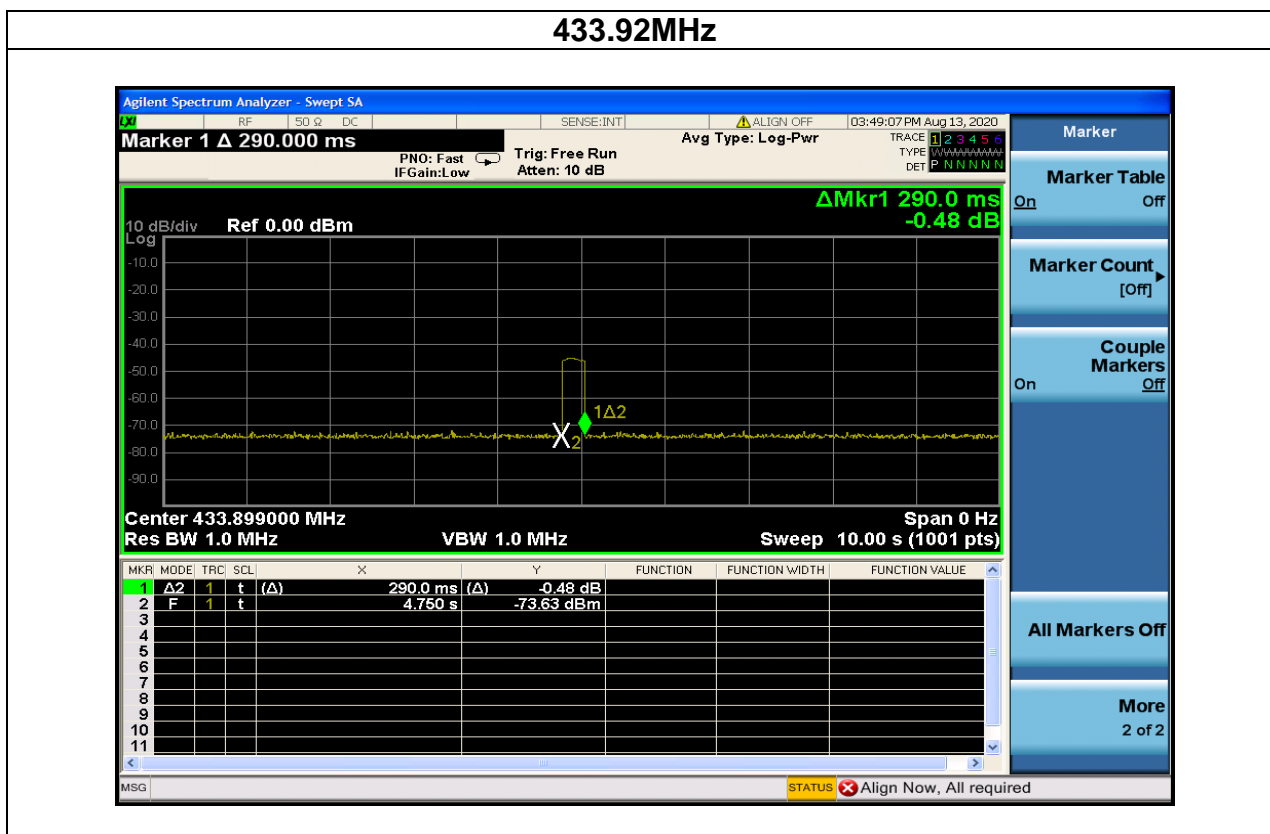 433.92MHz
Agilent Spectrum Analyzer - Swept SA
LXI RF 50 Ω DC SENSE:INT ALIGN OFF 03:49:07 PM Aug 13, 2020
Marker 1 Δ 290.000 ms
PNO: Fast
IFGain:Low
Trig: Free Run
Atten: 10 dB
Avg Type: Log-Pwr
TRACE 1 2 3 4 5 6
TYPE
DET P N N N N N
ΔMkr1 290.0 ms
-0.48 dB
10 dB/div Ref 0.00 dBm
Log
-10.0
-20.0
-30.0
-40.0
-50.0
-60.0
-70.0
-80.0
-90.0
1Δ2
X2
Center 433.899000 MHz Span 0 Hz
Res BW 1.0 MHz VBW 1.0 MHz Sweep 10.00 s (1001 pts)
MKR MODE TRC SCL X Y FUNCTION FUNCTION WIDTH FUNCTION VALUE
1 Δ2 1 t (Δ) 290.0 ms (Δ) -0.48 dB
2 F 1 t 4.750 s -73.63 dBm
3
4
5
6
7
8
9
10
11
MSG STATUS Align Now, All required
Marker
Marker Table
On Off
Marker Count
[Off]
Couple
Markers
On Off
All Markers Off
More
2 of 2